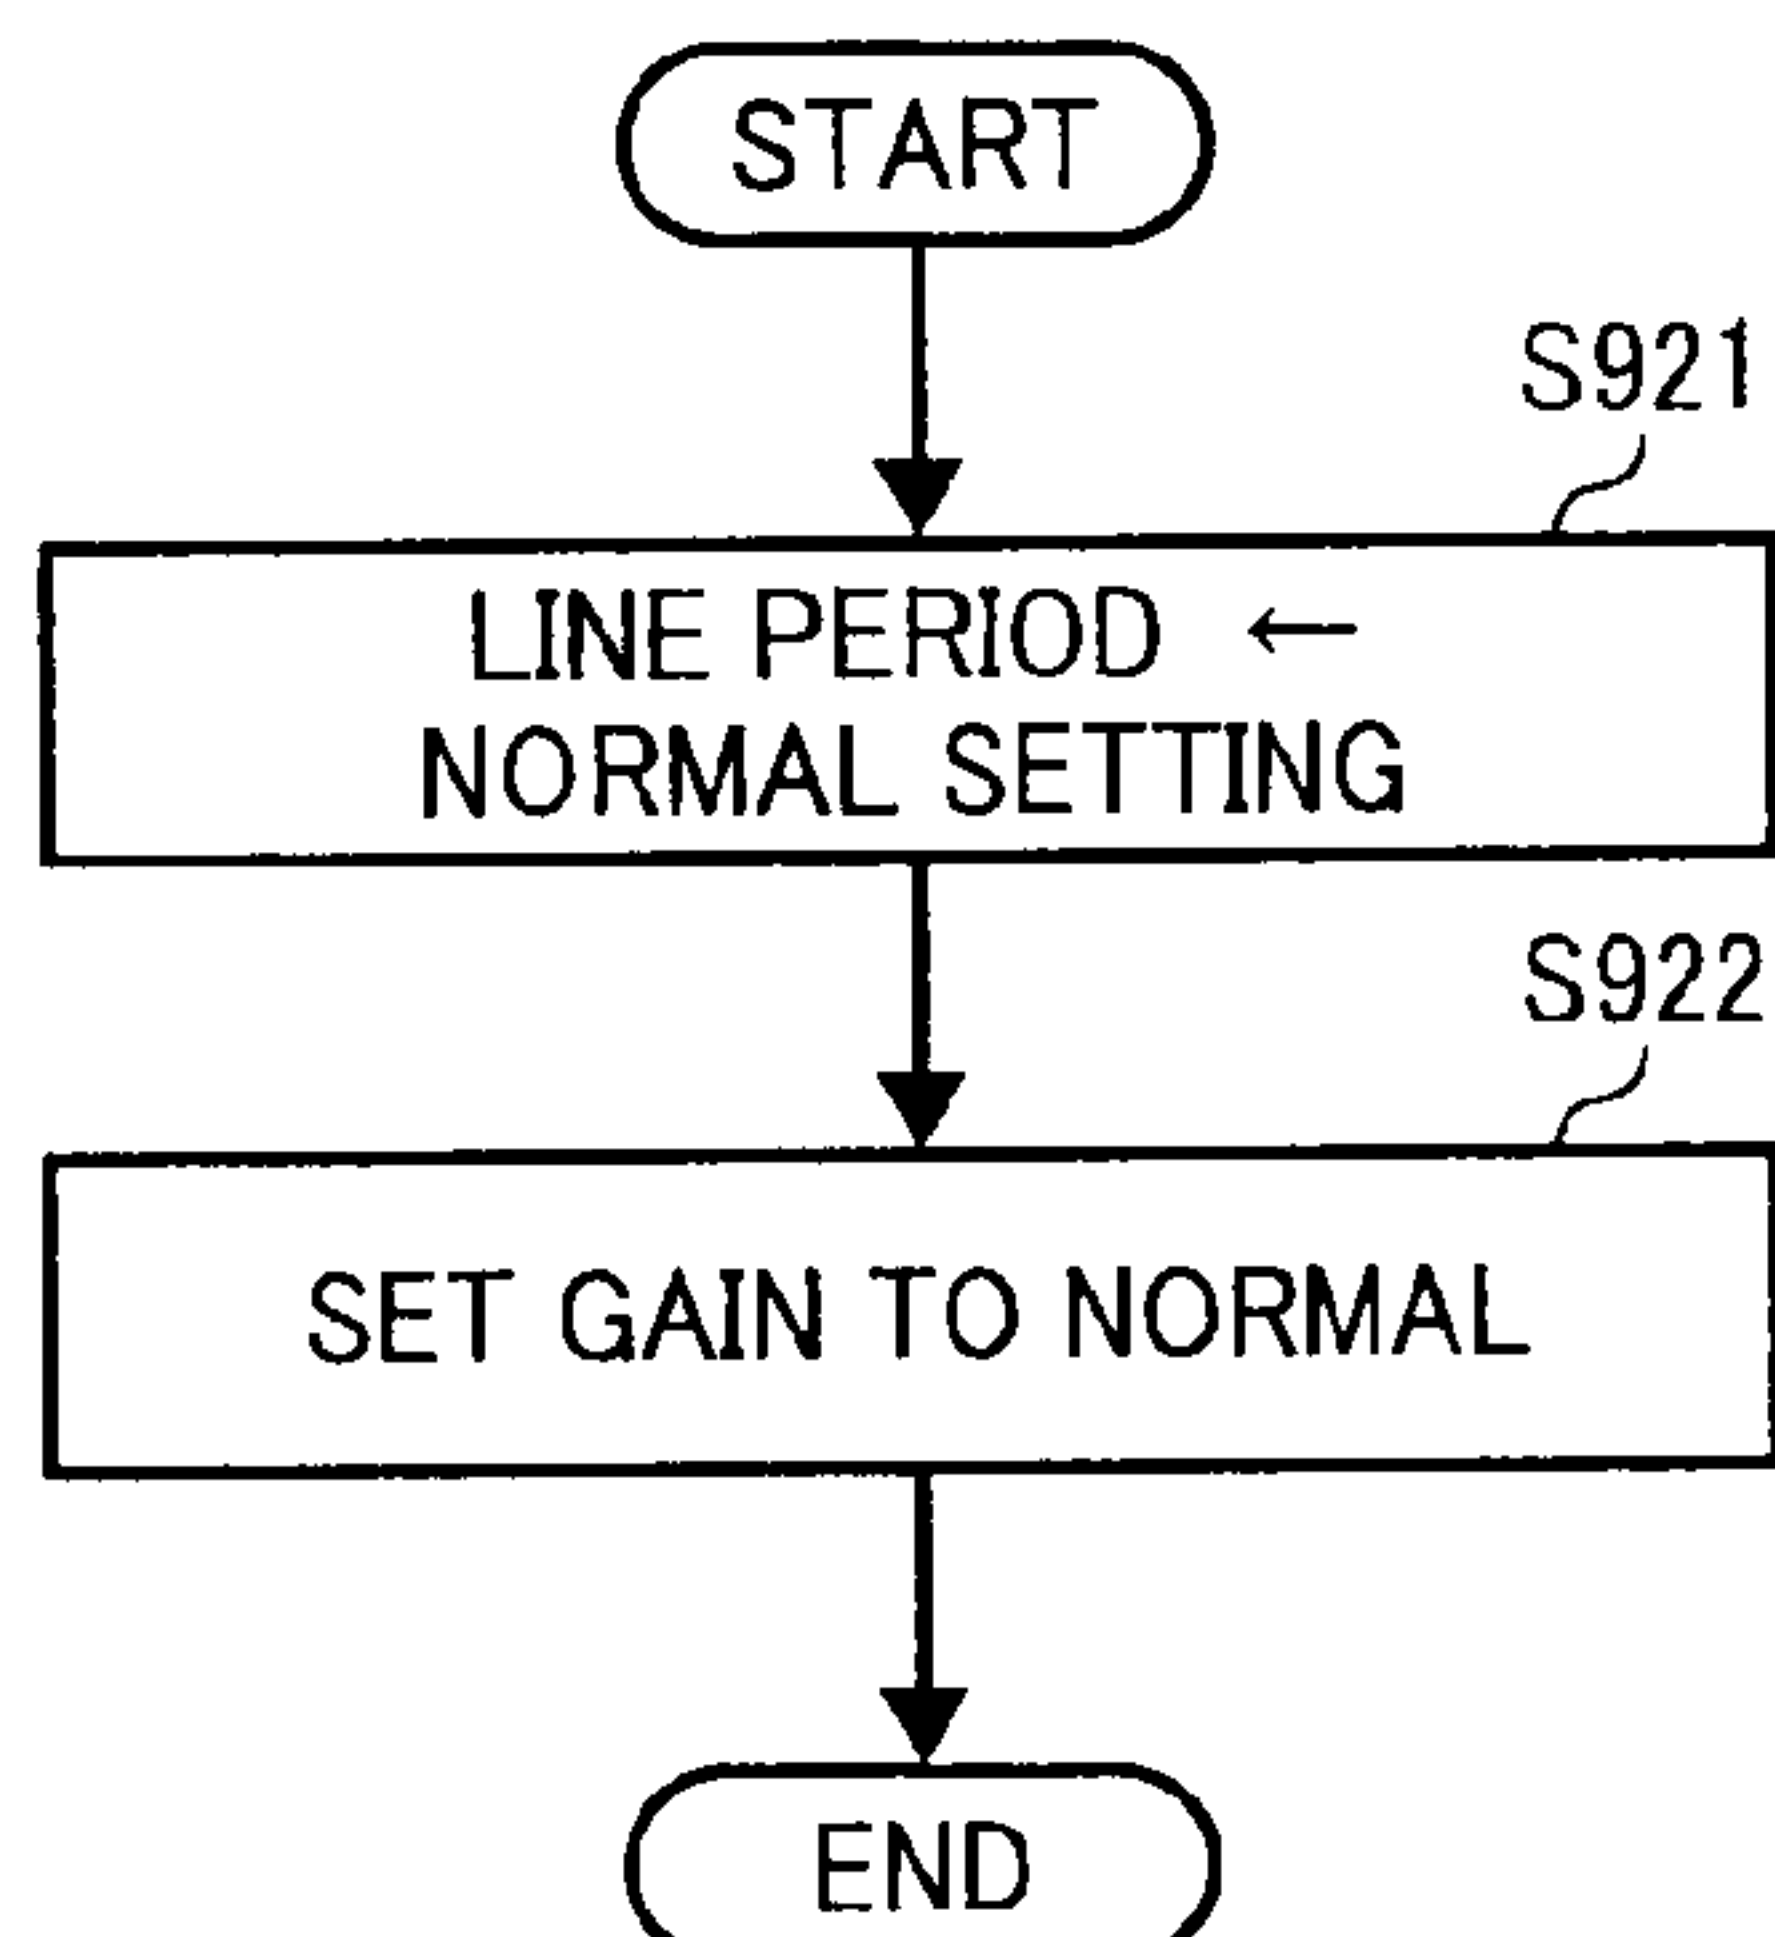 START
S921
LINE PERIOD ←
NORMAL SETTING
S922
SET GAIN TO NORMAL
END